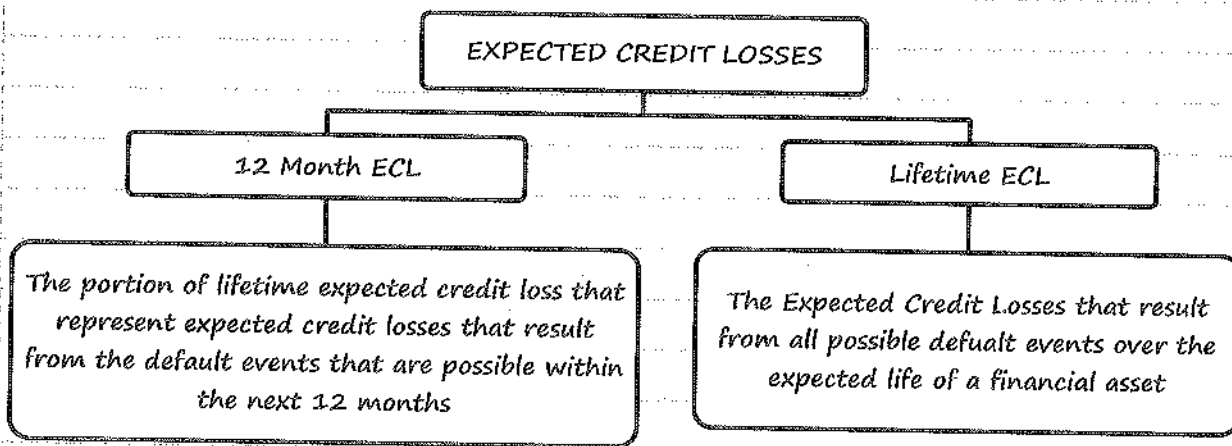 EXPECTED CREDIT LOSSES
12 Month ECL
Lifetime ECL
The portion of lifetime expected credit loss that
represent expected credit losses that result
from the default events that are possible within
the next 12 months
The Expected Credit Losses that result
from all possible defualt events over the
expected life of a financial asset